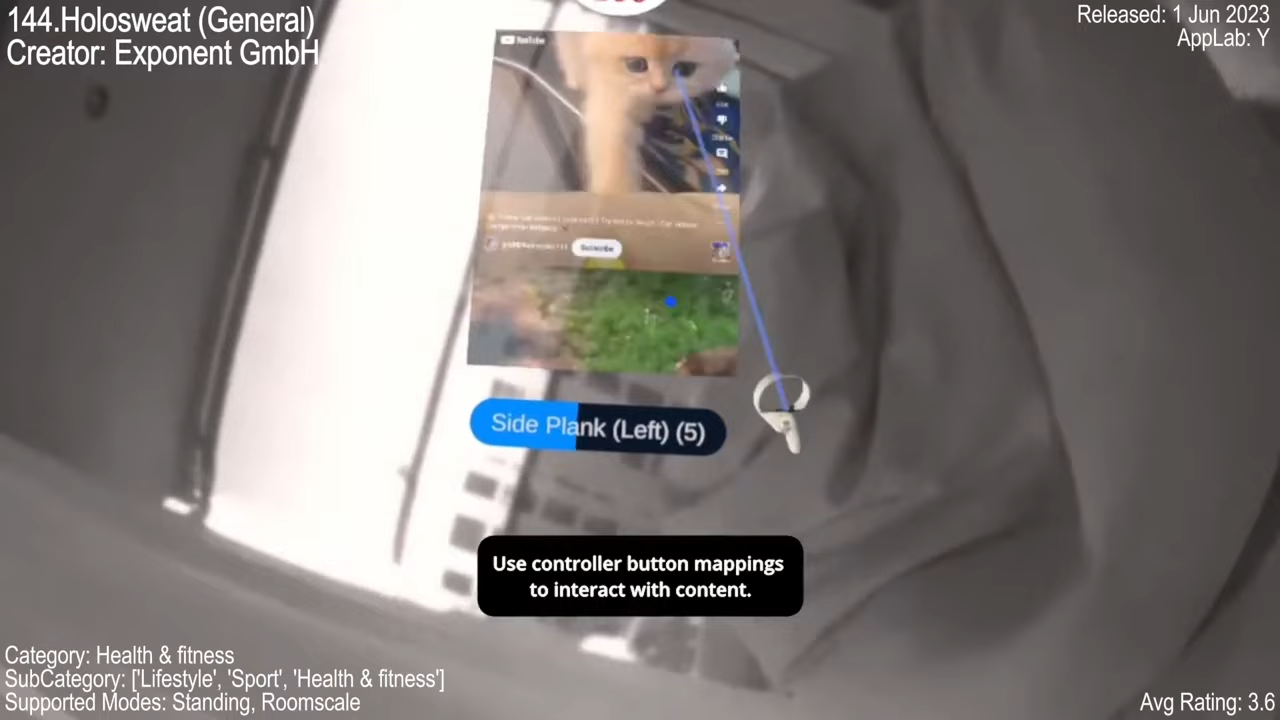 144.Holosweat (General)
Creator: Exponent GmbH
Released: 1 Jun 2023
AppLab: Y
YouTube
Subscribe
Side Plank (Left) (5)
Use controller button mappings
to interact with content.
Category: Health & fitness
SubCategory: ['Lifestyle', 'Sport', 'Health & fitness']
Supported Modes: Standing, Roomscale
Avg Rating: 3.6